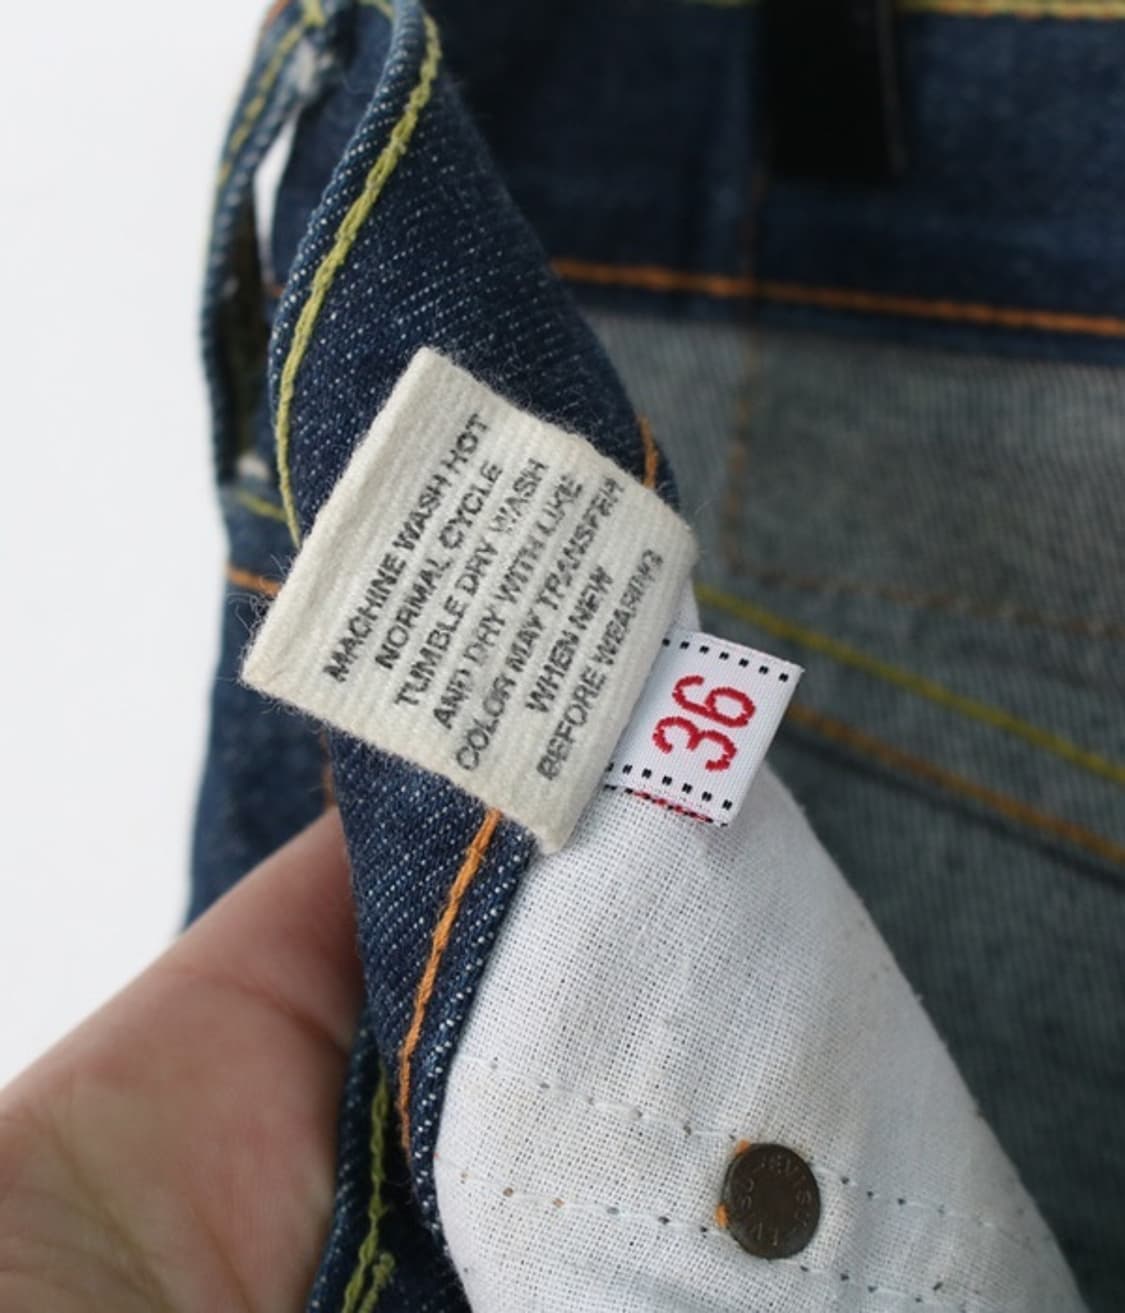 MACHINE WASH HOT
NORMAL CYCLE
TUMBLE DRY WASH
AND DRY WITH LIKE
COLOR MAY TRANSFER
WHEN NEW
BEFORE WEARING
36